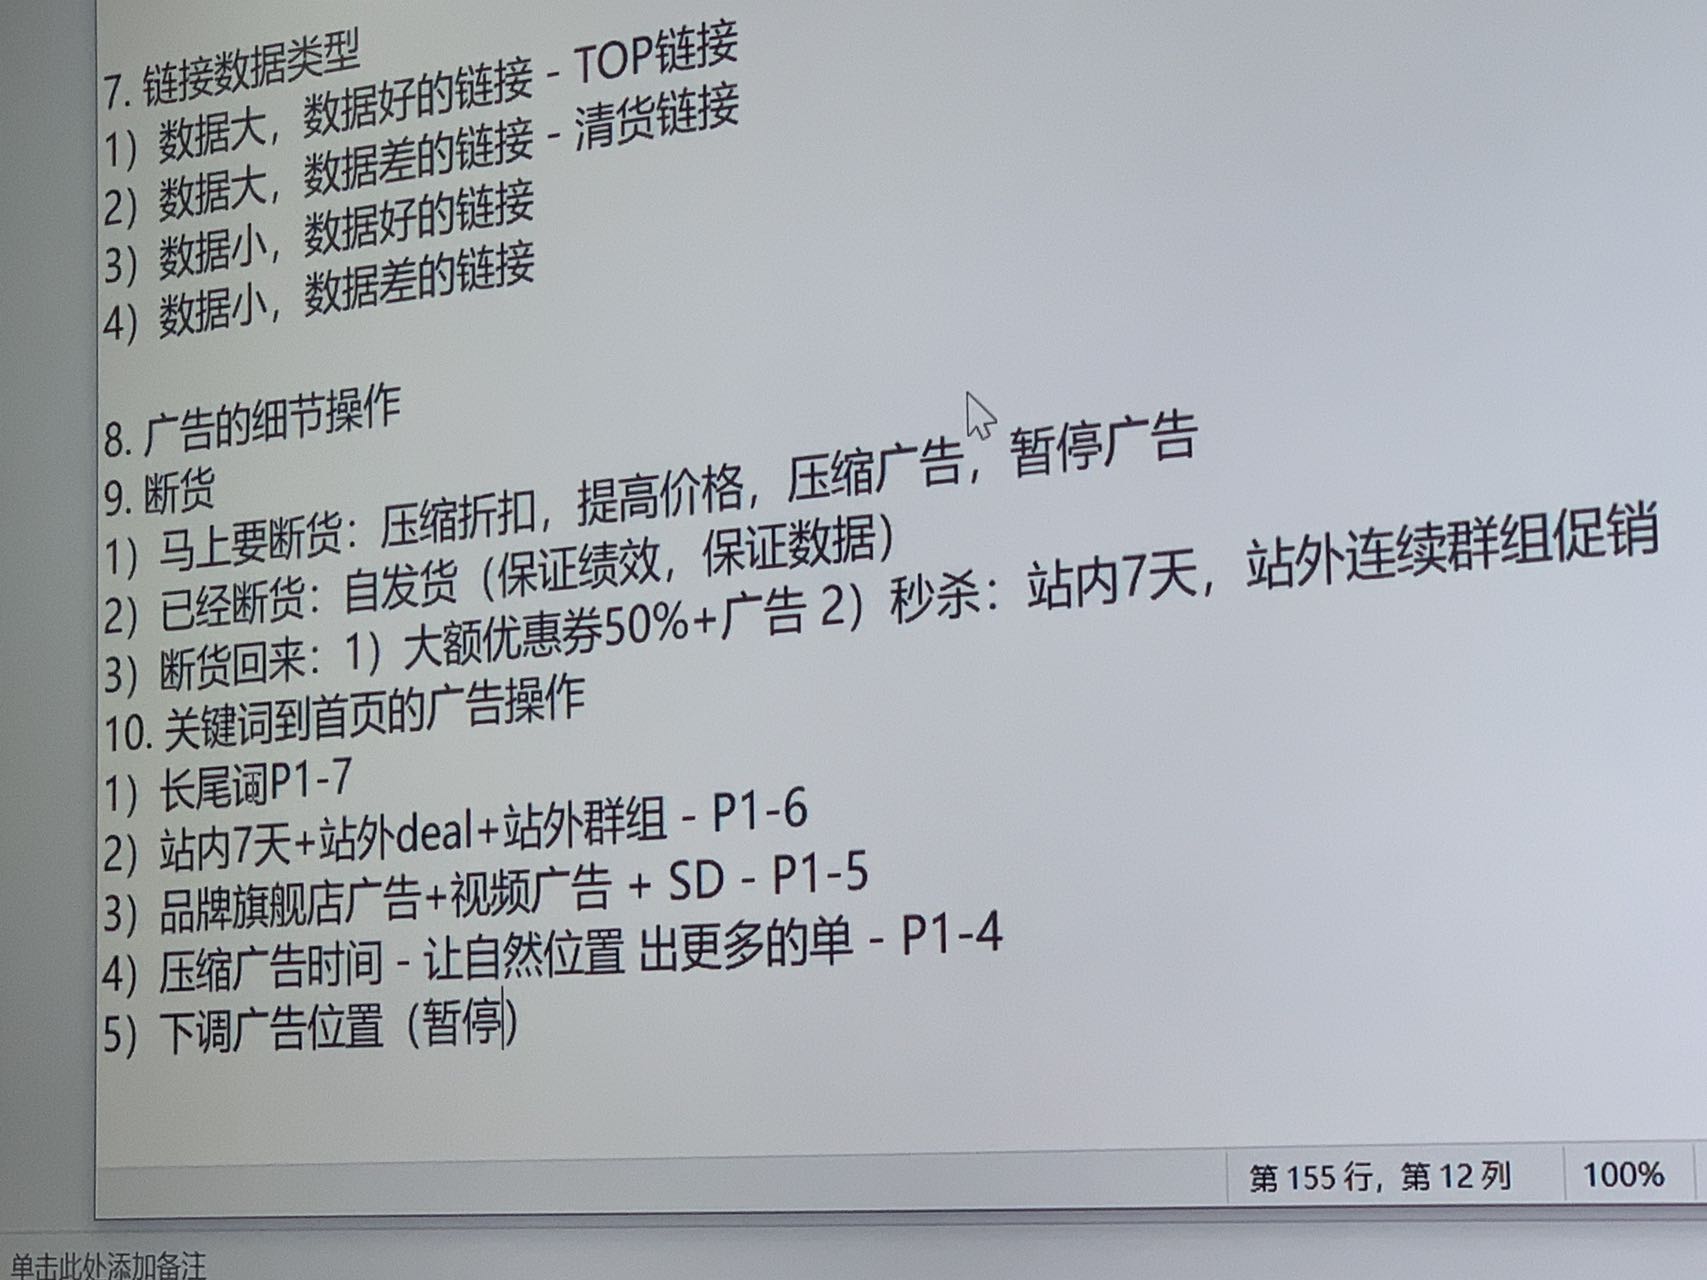 7. 链接数据类型
1）数据大，数据好的链接 - TOP链接
2）数据大，数据差的链接 - 清货链接
3）数据小，数据好的链接
4）数据小，数据差的链接
8. 广告的细节操作
9. 断货
1）马上要断货：压缩折扣，提高价格，压缩广告，暂停广告
2）已经断货：自发货（保证绩效，保证数据）
3）断货回来：1）大额优惠券50%+广告 2）秒杀：站内7天，站外连续群组促销
10. 关键词到首页的广告操作
1）长尾词P1-7
2）站内7天+站外deal+站外群组 - P1-6
3）品牌旗舰店广告+视频广告 + SD - P1-5
4）压缩广告时间 - 让自然位置 出更多的单 - P1-4
5）下调广告位置（暂停）
第 155 行，第 12 列 100%
单击此处添加备注